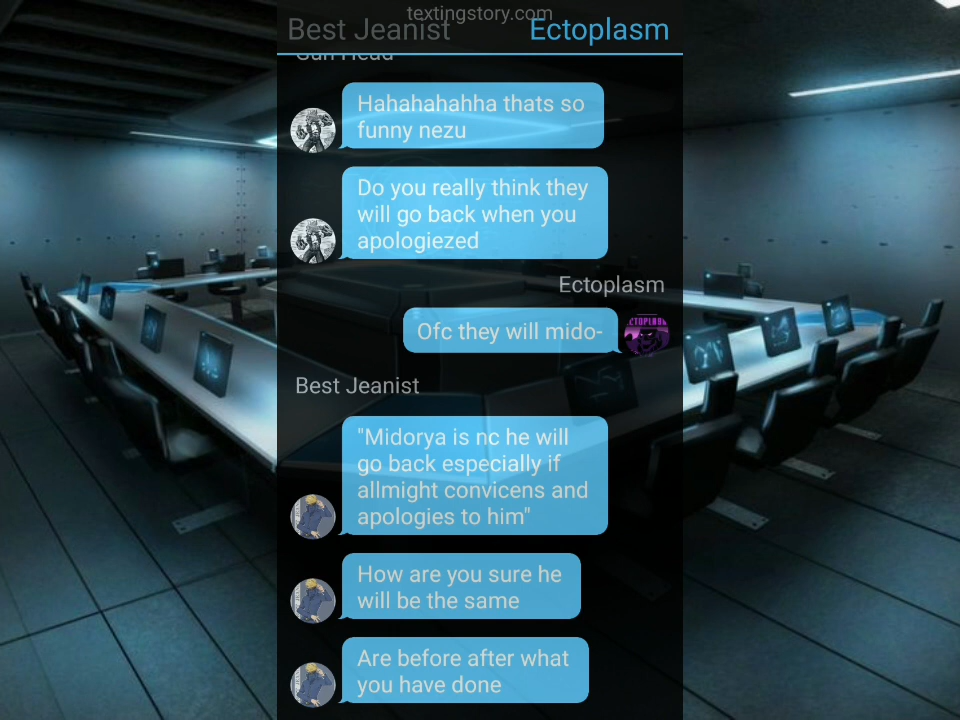 textingstory.com
Best Jeanist Ectoplasm
Gun Head
Hahahahahha thats so
funny nezu
Do you really think they
will go back when you
apologiezed
Ectoplasm
Ofc they will mido-
Best Jeanist
"Midorya is nc he will
go back especially if
allmight convicens and
apologies to him"
How are you sure he
will be the same
Are before after what
you have done